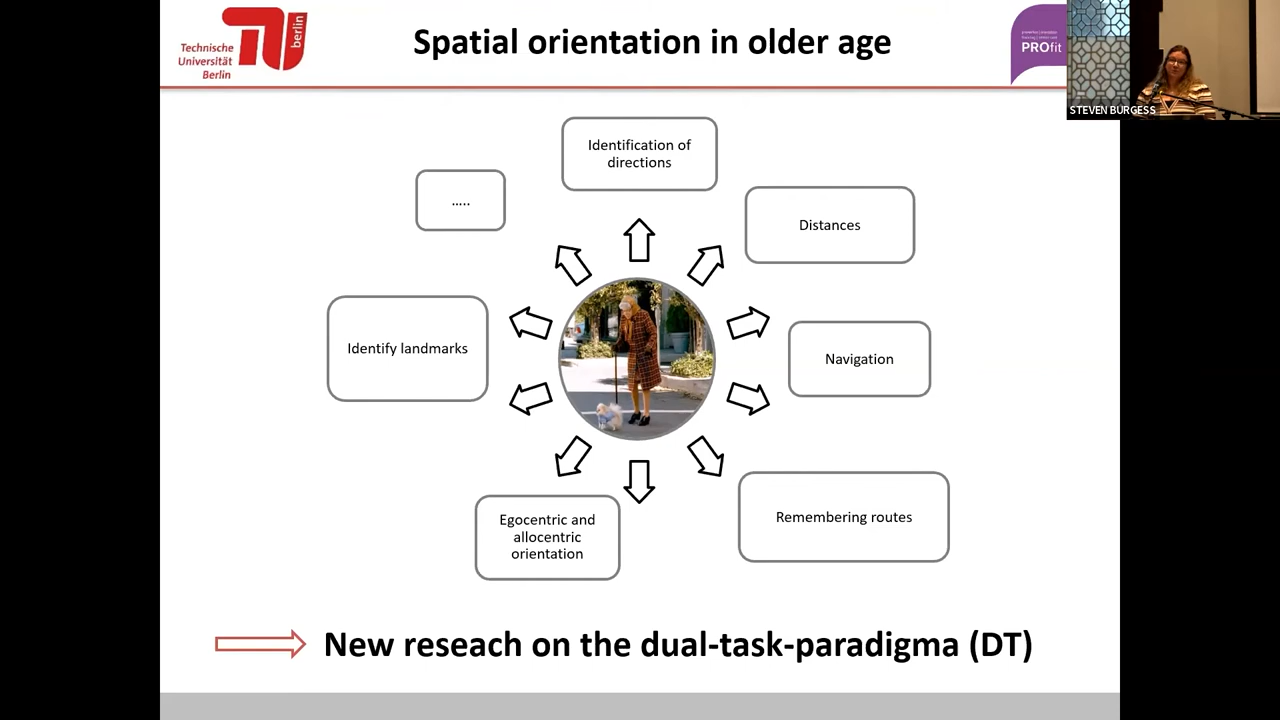 Technische
Universität
Berlin
berlin
Spatial orientation in older age
PROfit
STEVEN BURGESS
Identification of
directions
.....
Distances
Identify landmarks
Navigation
Egocentric and
allocentric
orientation
Remembering routes
New reseach on the dual-task-paradigma (DT)